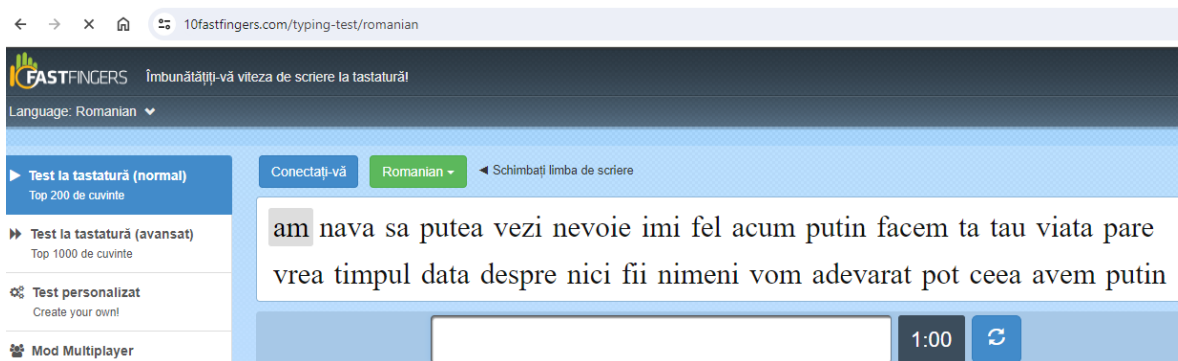 10fastfingers.com/typing-test/romanian
FASTFINGERS Îmbunătățiți-vă viteza de scriere la tastatură!
Language: Romanian
Test la tastatură (normal)
Top 200 de cuvinte
Test la tastatură (avansat)
Top 1000 de cuvinte
Test personalizat
Create your own!
Mod Multiplayer
Conectați-vă Romanian ◄ Schimbați limba de scriere
am nava sa putea vezi nevoie imi fel acum putin facem ta tau viata pare
vrea timpul data despre nici fii nimeni vom adevarat pot ceea avem putin
1:00